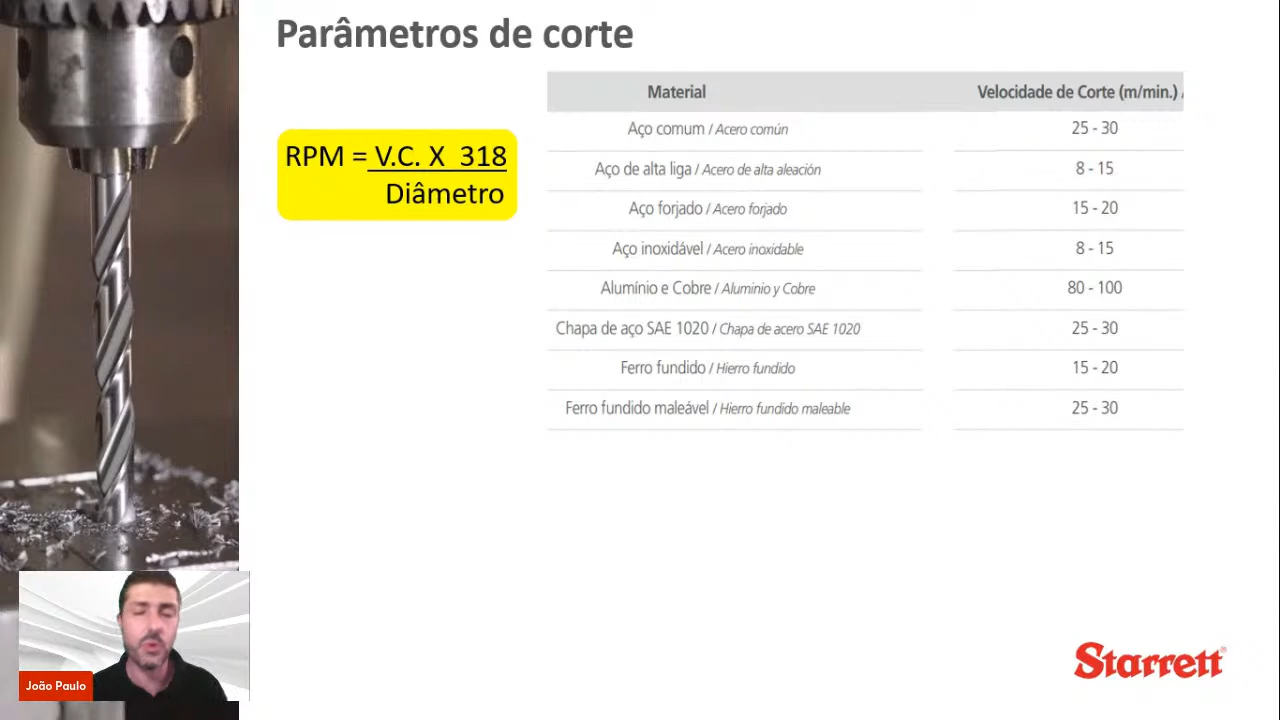 Parâmetros de corte
RPM = V.C. X 318
Diâmetro
Material Velocidade de Corte (m/min.) /
Aço comum / Acero común 25 - 30
Aço de alta liga / Acero de alta aleación 8 - 15
Aço forjado / Acero forjado 15 - 20
Aço inoxidável / Acero inoxidable 8 - 15
Alumínio e Cobre / Aluminio y Cobre 80 - 100
Chapa de aço SAE 1020 / Chapa de acero SAE 1020 25 - 30
Ferro fundido / Hierro fundido 15 - 20
Ferro fundido maleável / Hierro fundido maleable 25 - 30
João Paulo
Starrett®